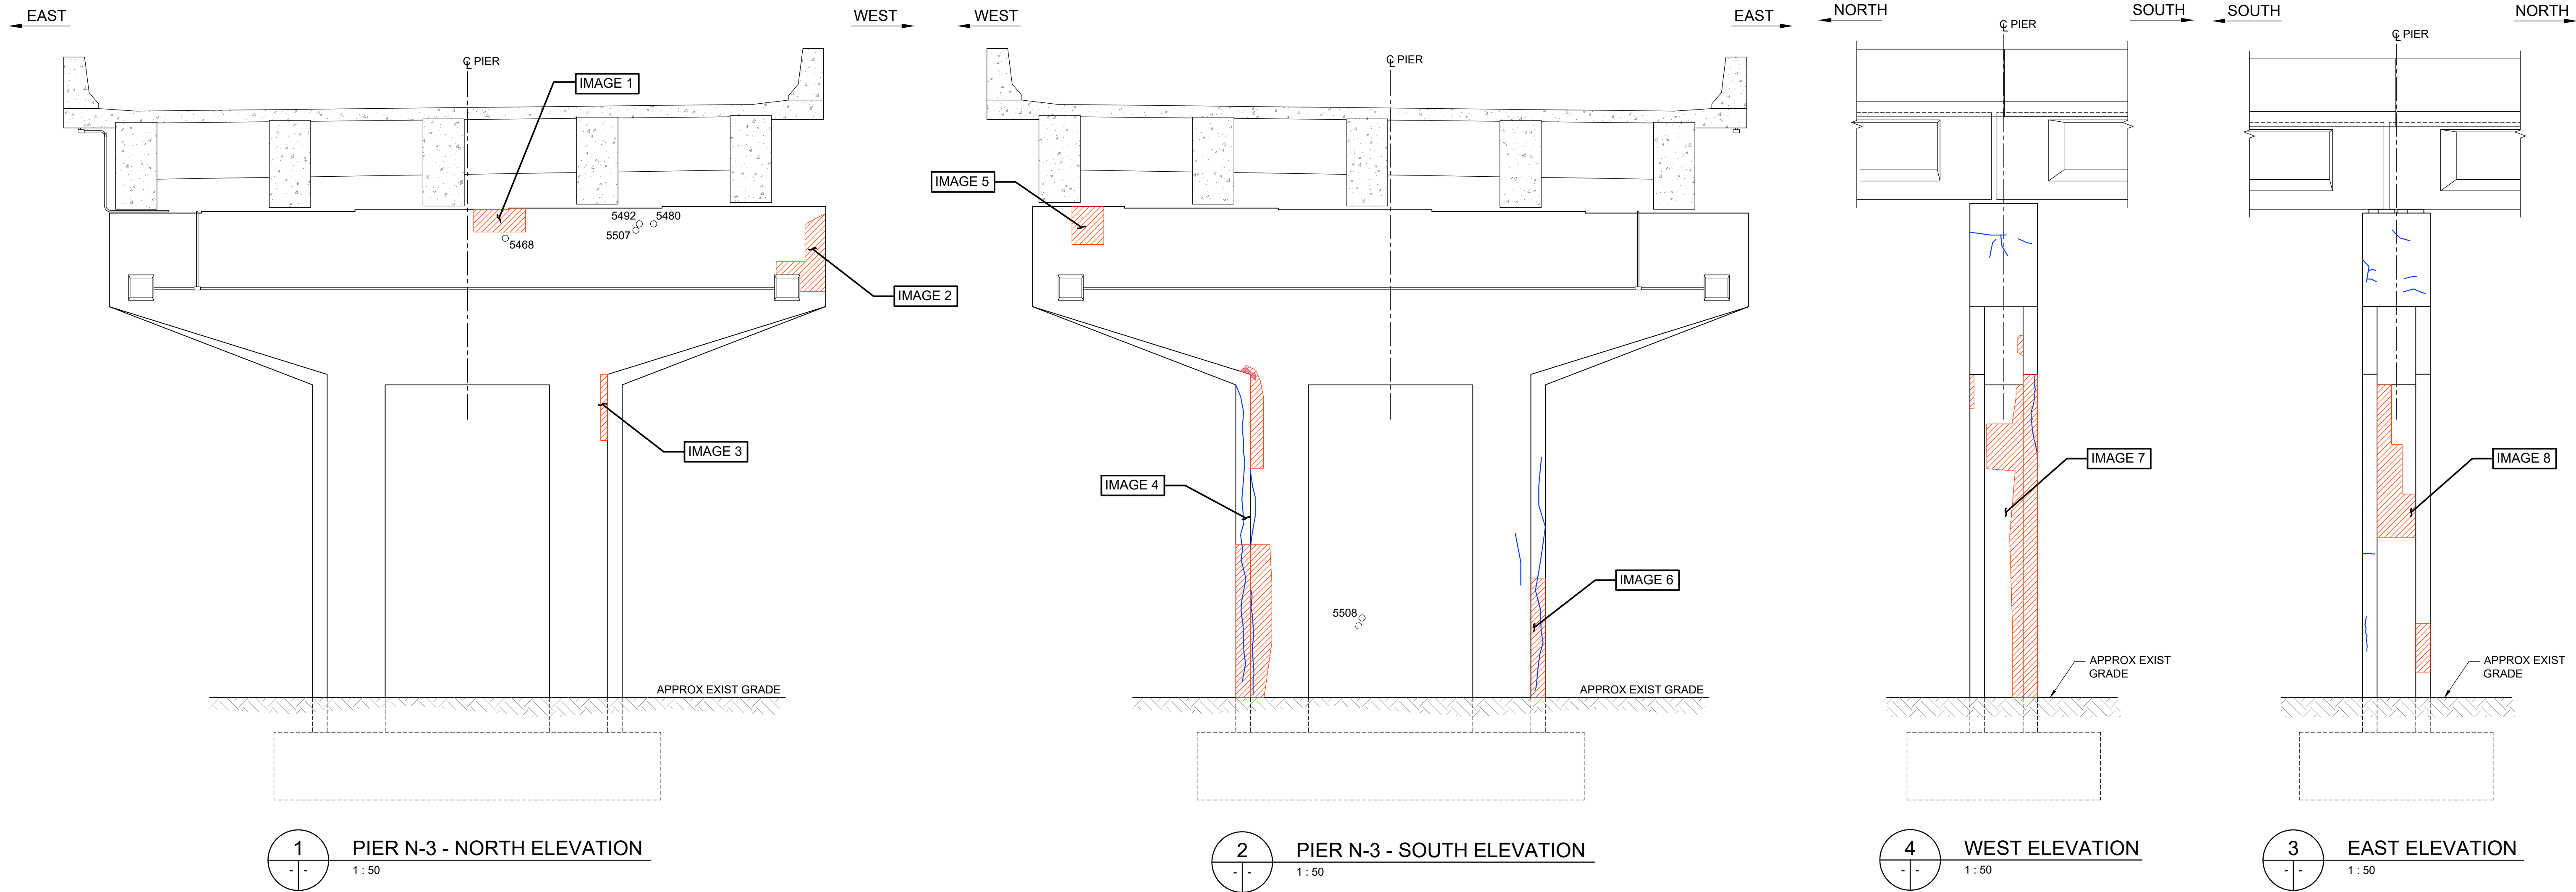 EAST
WEST
WEST
EAST
NORTH
SOUTH
SOUTH
NORTH
℄ PIER
℄ PIER
℄ PIER
℄ PIER
IMAGE 1
IMAGE 5
5492
5480
5507
5468
IMAGE 2
IMAGE 3
IMAGE 4
IMAGE 7
IMAGE 8
IMAGE 6
5508
APPROX EXIST GRADE
APPROX EXIST GRADE
APPROX EXIST
GRADE
APPROX EXIST
GRADE
1
- -
PIER N-3 - NORTH ELEVATION
1 : 50
2
- -
PIER N-3 - SOUTH ELEVATION
1 : 50
4
- -
WEST ELEVATION
1 : 50
3
- -
EAST ELEVATION
1 : 50